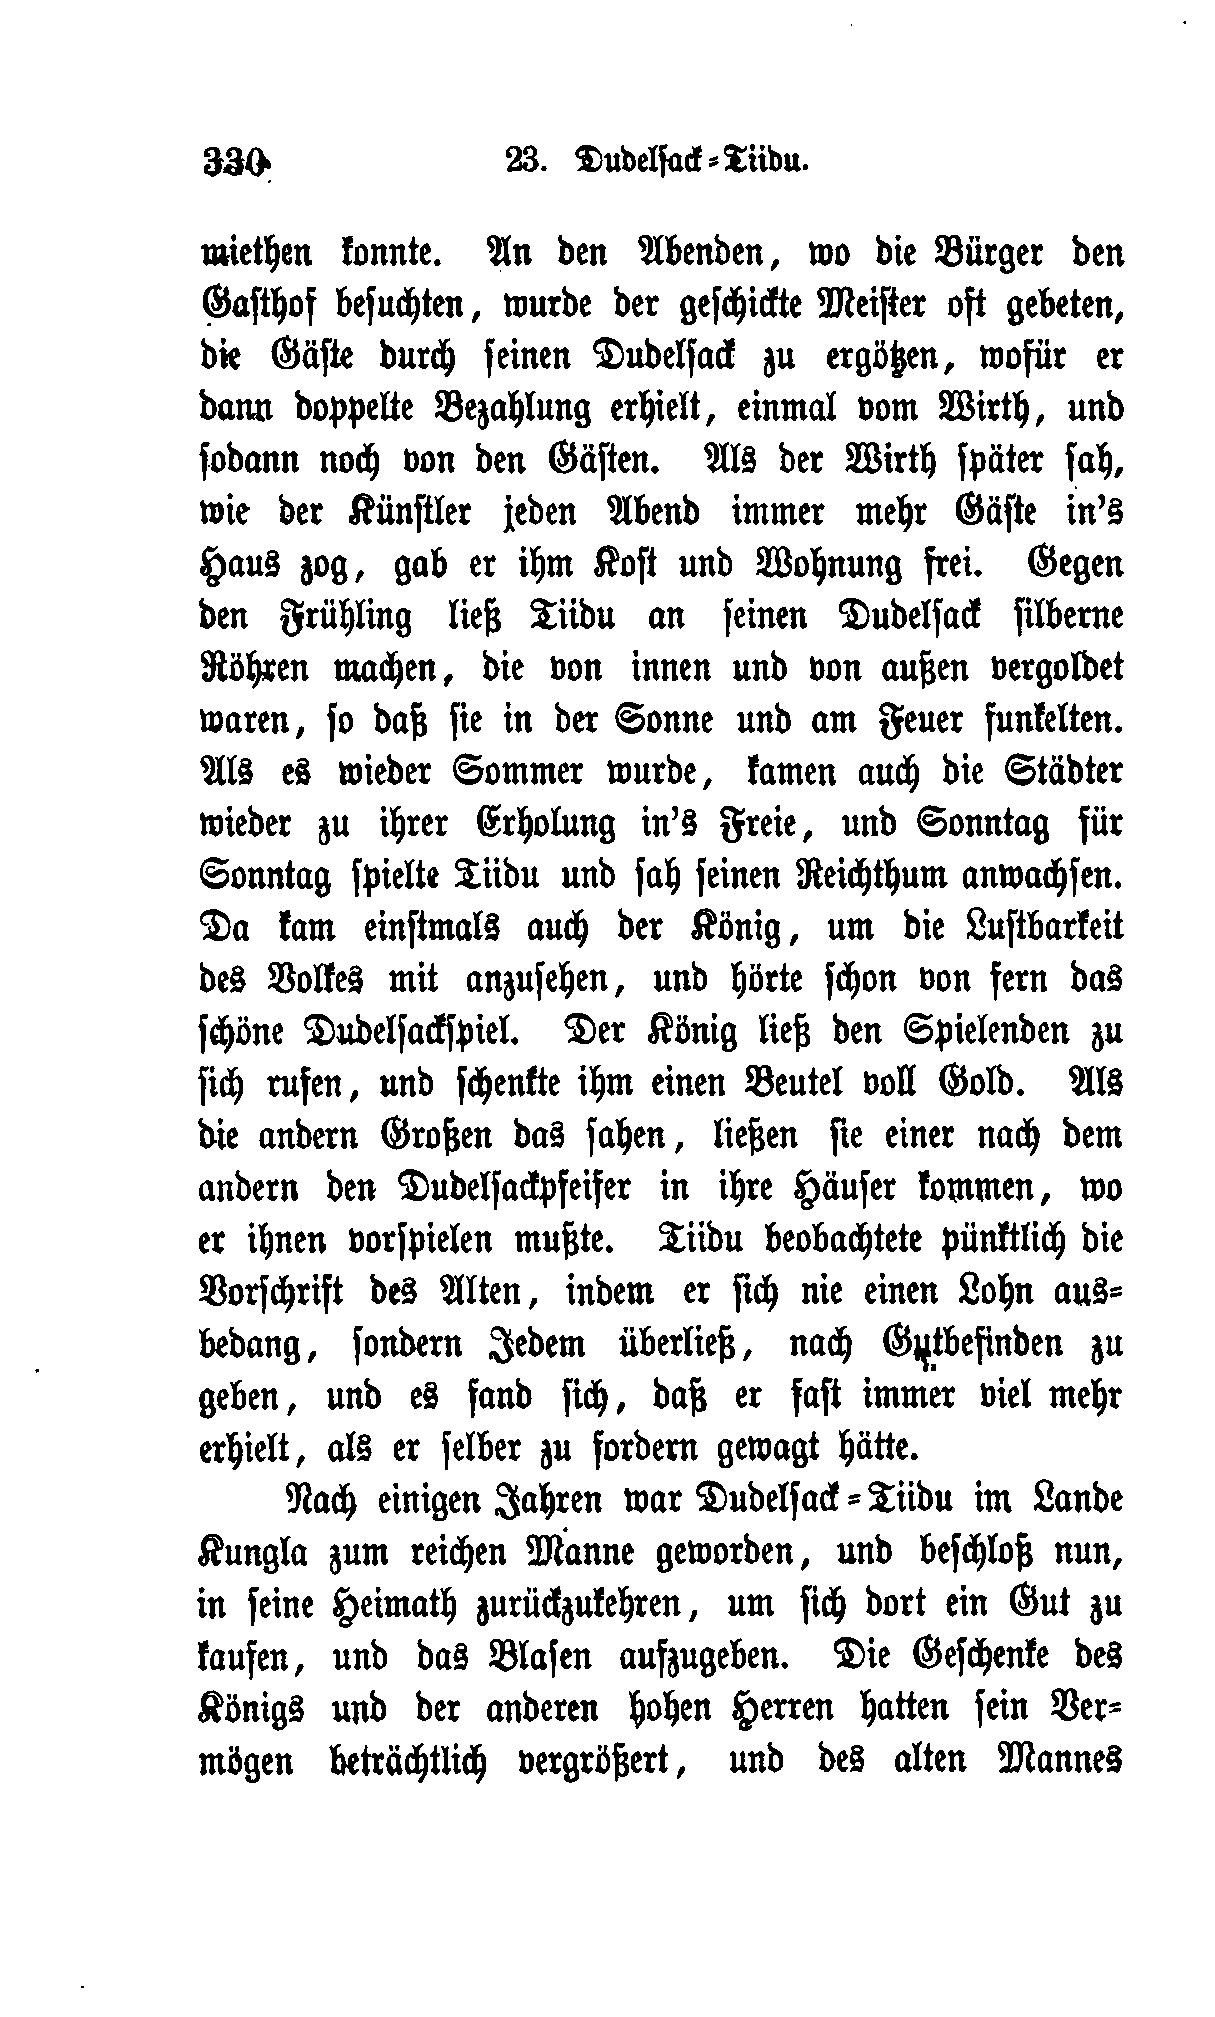 330 23. Dudelsack=Tiidu.
miethen konnte. An den Abenden, wo die Bürger den
Gasthof besuchten, wurde der geschickte Meister oft gebeten,
die Gäste durch seinen Dudelsack zu ergötzen, wofür er
dann doppelte Bezahlung erhielt, einmal vom Wirth, und
sodann noch von den Gästen. Als der Wirth später sah,
wie der Künstler jeden Abend immer mehr Gäste in's
Haus zog, gab er ihm Kost und Wohnung frei. Gegen
den Frühling ließ Tiidu an seinen Dudelsack silberne
Röhren machen, die von innen und von außen vergoldet
waren, so daß sie in der Sonne und am Feuer funkelten.
Als es wieder Sommer wurde, kamen auch die Städter
wieder zu ihrer Erholung in's Freie, und Sonntag für
Sonntag spielte Tiidu und sah seinen Reichthum anwachsen.
Da kam einstmals auch der König, um die Lustbarkeit
des Volkes mit anzusehen, und hörte schon von fern das
schöne Dudelsackspiel. Der König ließ den Spielenden zu
sich rufen, und schenkte ihm einen Beutel voll Gold. Als
die andern Großen das sahen, ließen sie einer nach dem
andern den Dudelsackpfeifer in ihre Häuser kommen, wo
er ihnen vorspielen mußte. Tiidu beobachtete pünktlich die
Vorschrift des Alten, indem er sich nie einen Lohn aus=
bedang, sondern Jedem überließ, nach Gutbefinden zu
geben, und es fand sich, daß er fast immer viel mehr
erhielt, als er selber zu fordern gewagt hätte.
Nach einigen Jahren war Dudelsack=Tiidu im Lande
Kungla zum reichen Manne geworden, und beschloß nun,
in seine Heimath zurückzukehren, um sich dort ein Gut zu
kaufen, und das Blasen aufzugeben. Die Geschenke des
Königs und der anderen hohen Herren hatten sein Ver=
mögen beträchtlich vergrößert, und des alten Mannes